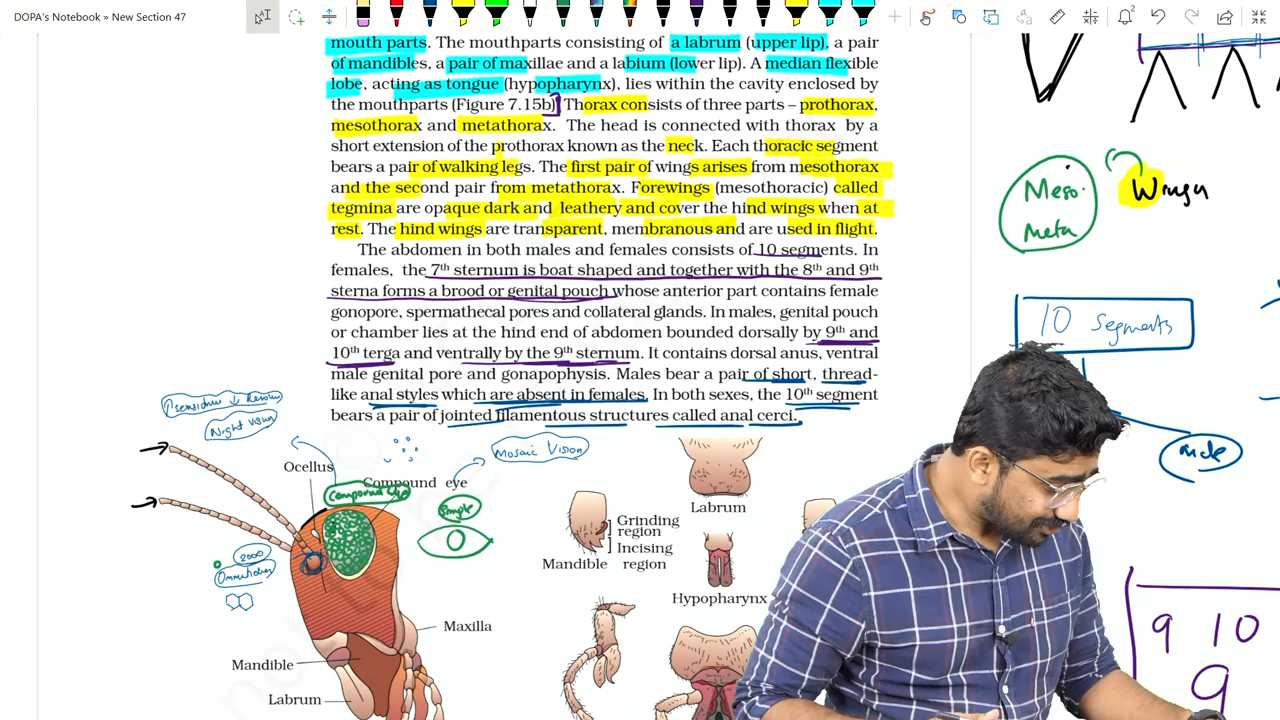 DOPA's Notebook » New Section 47
mouth parts. The mouthparts consisting of a labrum (upper lip), a pair
of mandibles, a pair of maxillae and a labium (lower lip). A median flexible
lobe, acting as tongue (hypopharynx), lies within the cavity enclosed by
the mouthparts (Figure 7.15b). Thorax consists of three parts – prothorax,
mesothorax and metathorax. The head is connected with thorax by a
short extension of the prothorax known as the neck. Each thoracic segment
bears a pair of walking legs. The first pair of wings arises from mesothorax
and the second pair from metathorax. Forewings (mesothoracic) called
tegmina are opaque dark and leathery and cover the hind wings when at
rest. The hind wings are transparent, membranous and are used in flight.
The abdomen in both males and females consists of 10 segments. In
females, the 7th sternum is boat shaped and together with the 8th and 9th
sterna forms a brood or genital pouch whose anterior part contains female
gonopore, spermathecal pores and collateral glands. In males, genital pouch
or chamber lies at the hind end of abdomen bounded dorsally by 9th and
10th terga and ventrally by the 9th sternum. It contains dorsal anus, ventral
male genital pore and gonapophysis. Males bear a pair of short, thread-
like anal styles which are absent in females. In both sexes, the 10th segment
bears a pair of jointed filamentous structures called anal cerci.
Meso
Meta
Wings
10 Segments
male
Night vision
Mosaic Vision
Ocellus
Compound eye
Compound eye
Simple
2000
Ommatidia
Maxilla
Mandible
Labrum
Grinding
region
Incising
region
Mandible
Labrum
Hypopharynx
9 10
9